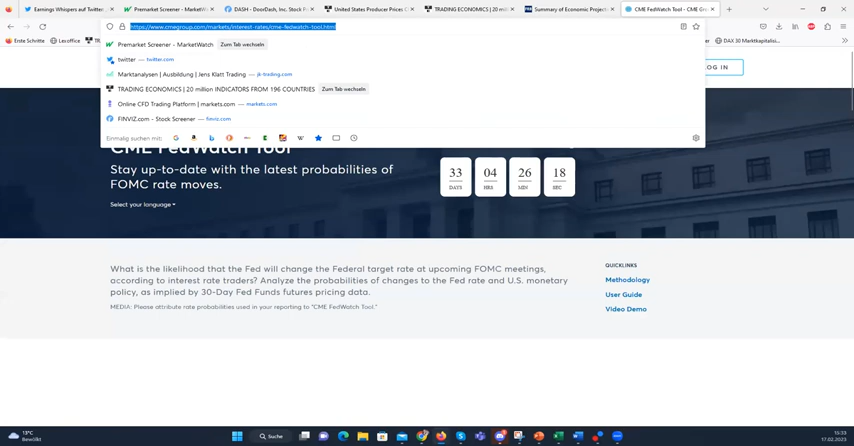 Earnings Whispers auf Twitter:
Premarket Screener - MarketWa
DASH - DoorDash, Inc. Stock P
United States Producer Prices C
TRADING ECONOMICS | 20 mil
Summary of Economic Project
CME FedWatch Tool - CME Gr
https://www.cmegroup.com/markets/interest-rates/cme-fedwatch-tool.html
Erste Schritte
Lex.office
DAX 30 Marktkapitalisi...
Premarket Screener - MarketWatch
Zum Tab wechseln
twitter — twitter.com
Marktanalysen | Ausbildung | Jens Klatt Trading — jk-trading.com
TRADING ECONOMICS | 20 million INDICATORS FROM 196 COUNTRIES
Zum Tab wechseln
Online CFD Trading Platform | markets.com — markets.com
FINVIZ.com - Stock Screener — finviz.com
Einmalig suchen mit:
OG IN
CME FedWatch Tool
Stay up-to-date with the latest probabilities of
FOMC rate moves.
Select your language
33 04 26 18
DAYS HRS MIN SEC
What is the likelihood that the Fed will change the Federal target rate at upcoming FOMC meetings,
according to interest rate traders? Analyze the probabilities of changes to the Fed rate and U.S. monetary
policy, as implied by 30-Day Fed Funds futures pricing data.
MEDIA: Please attribute rate probabilities used in your reporting to "CME FedWatch Tool."
QUICKLINKS
Methodology
User Guide
Video Demo
13°C
Bewölkt
Suche
15:33
17.02.2023